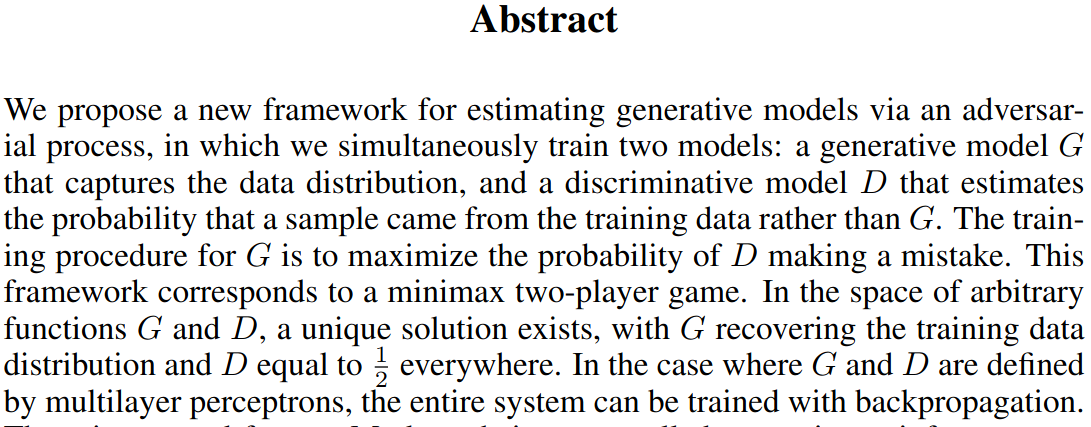 Abstract
We propose a new framework for estimating generative models via an adversar-
ial process, in which we simultaneously train two models: a generative model G
that captures the data distribution, and a discriminative model D that estimates
the probability that a sample came from the training data rather than G. The train-
ing procedure for G is to maximize the probability of D making a mistake. This
framework corresponds to a minimax two-player game. In the space of arbitrary
functions G and D, a unique solution exists, with G recovering the training data
distribution and D equal to 1/2 everywhere. In the case where G and D are defined
by multilayer perceptrons, the entire system can be trained with backpropagation.